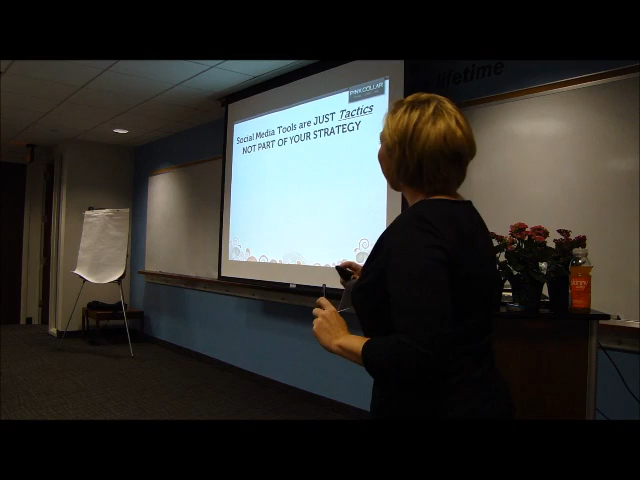 lifetime
PINK COLLAR
Social Media Tools are JUST Tactics
NOT PART OF YOUR STRATEGY